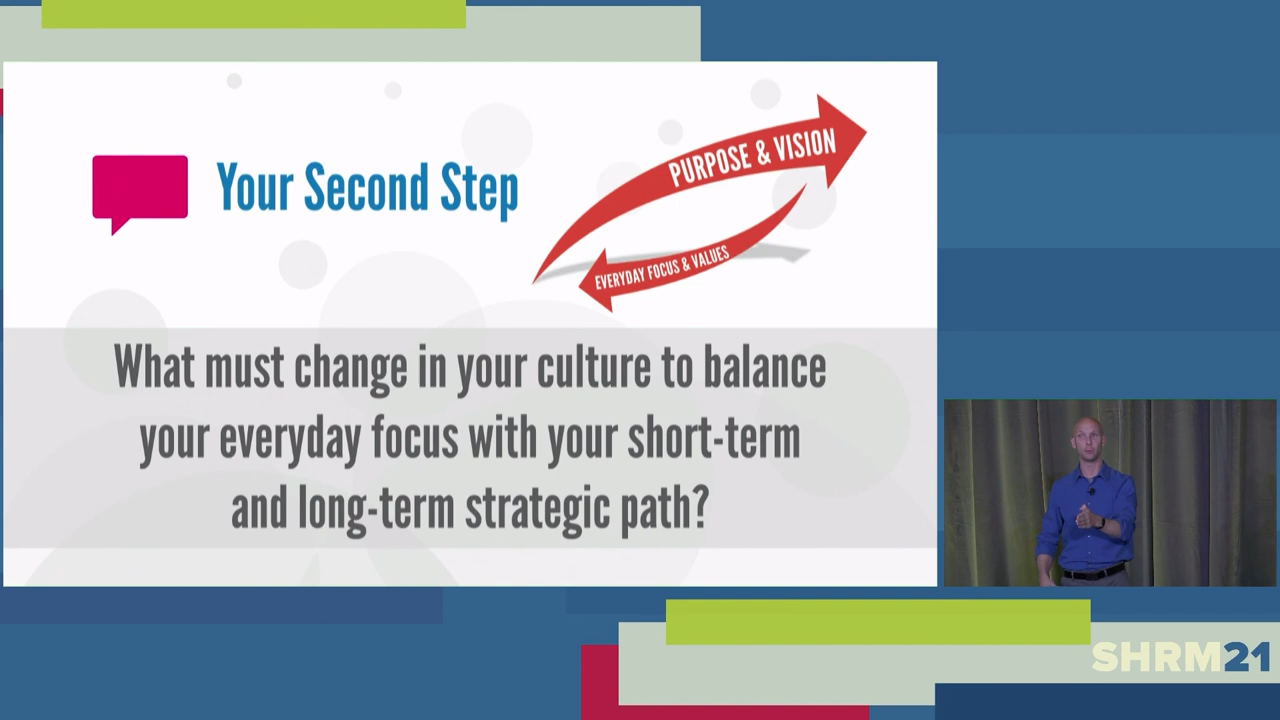 Your Second Step
PURPOSE & VISION
EVERYDAY FOCUS & VALUES
What must change in your culture to balance
your everyday focus with your short-term
and long-term strategic path?
SHRM21